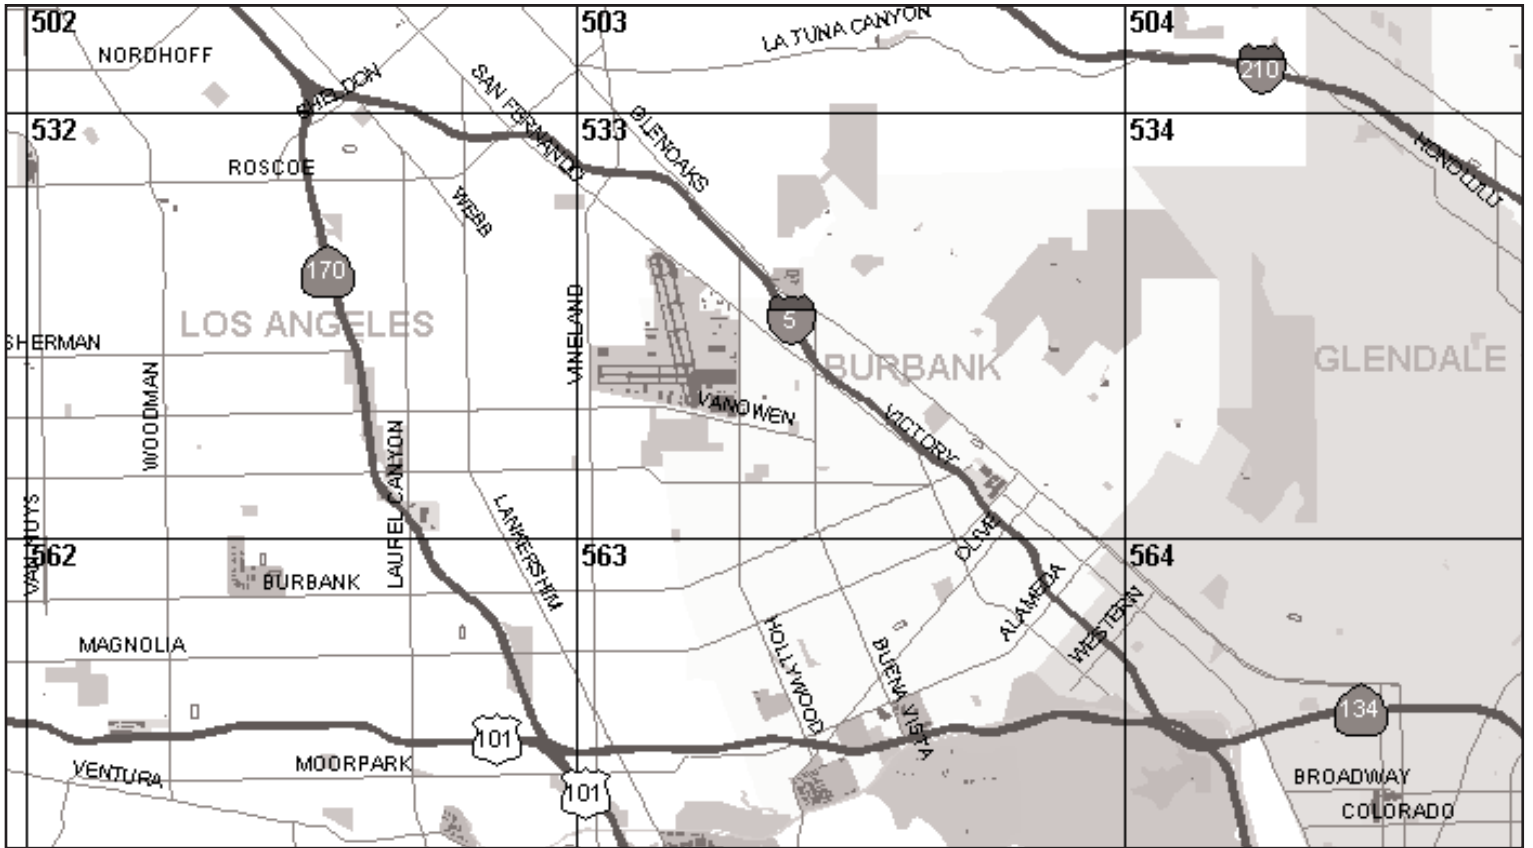 502
503
504
NORDHOFF
LA TUNA CANYON
SHELDON
SAN FERNANDO
210
532
533
534
GLENOAKS
HONOLULU
ROSCOE
WEBB
170
LOS ANGELES
5
SHERMAN
VINELAND
BURBANK
GLENDALE
WOODMAN
VANOWEN
VICTORY
LAUREL CANYON
VAN NUYS
LANKERSHIM
OLIVE
562
563
564
BURBANK
ALAMEDA
WESTERN
MAGNOLIA
HOLLYWOOD
BUENA VISTA
134
101
MOORPARK
VENTURA
101
BROADWAY
COLORADO